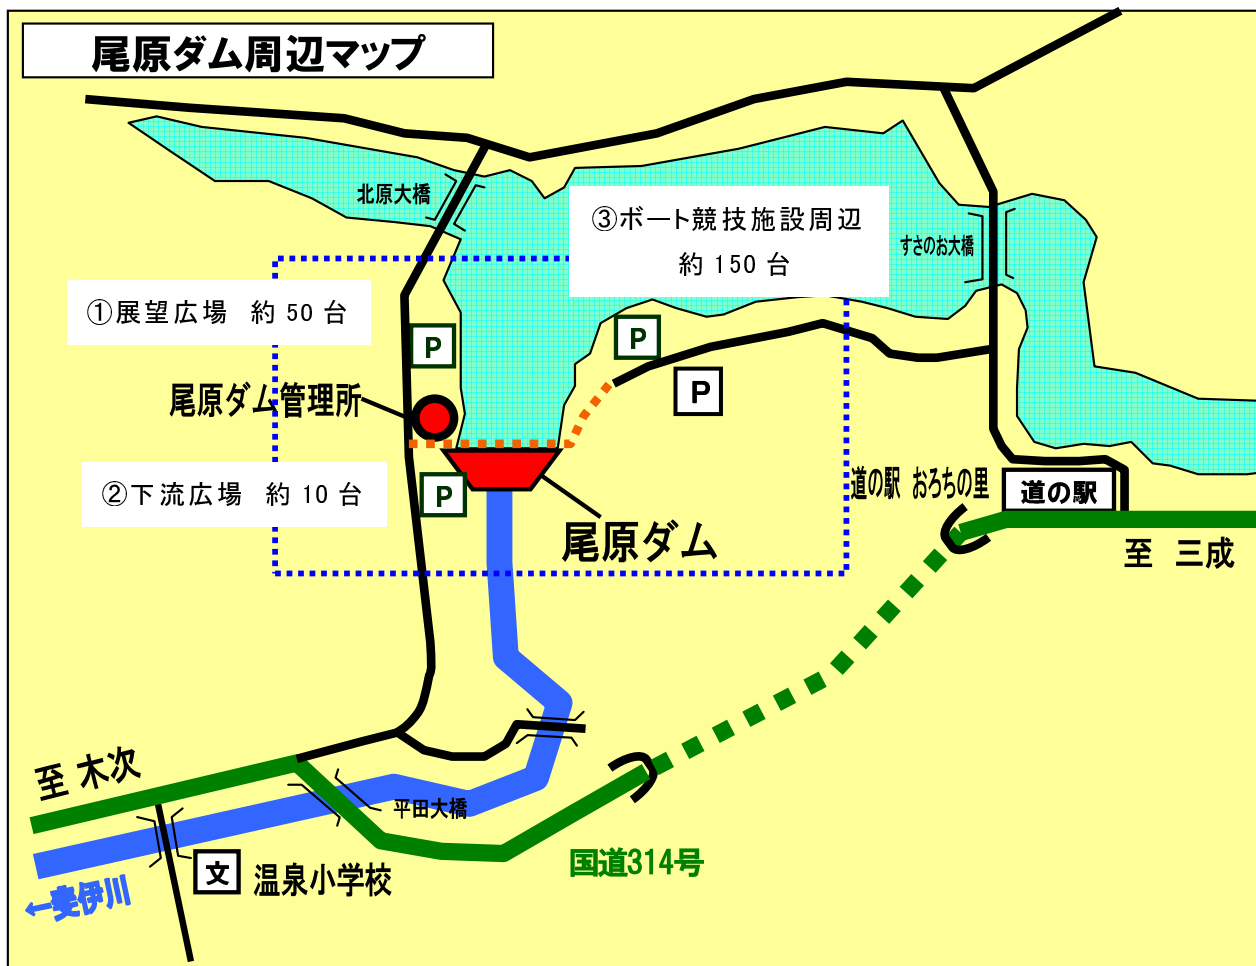 尾原ダム周辺マップ
北原大橋
③ボート競技施設周辺
約 150 台
すさのお大橋
①展望広場 約 50 台
P
P
P
尾原ダム管理所
②下流広場 約 10 台
P
道の駅 おろちの里
道の駅
尾原ダム
至 三成
至 木次
平田大橋
文
温泉小学校
国道314号
←斐伊川